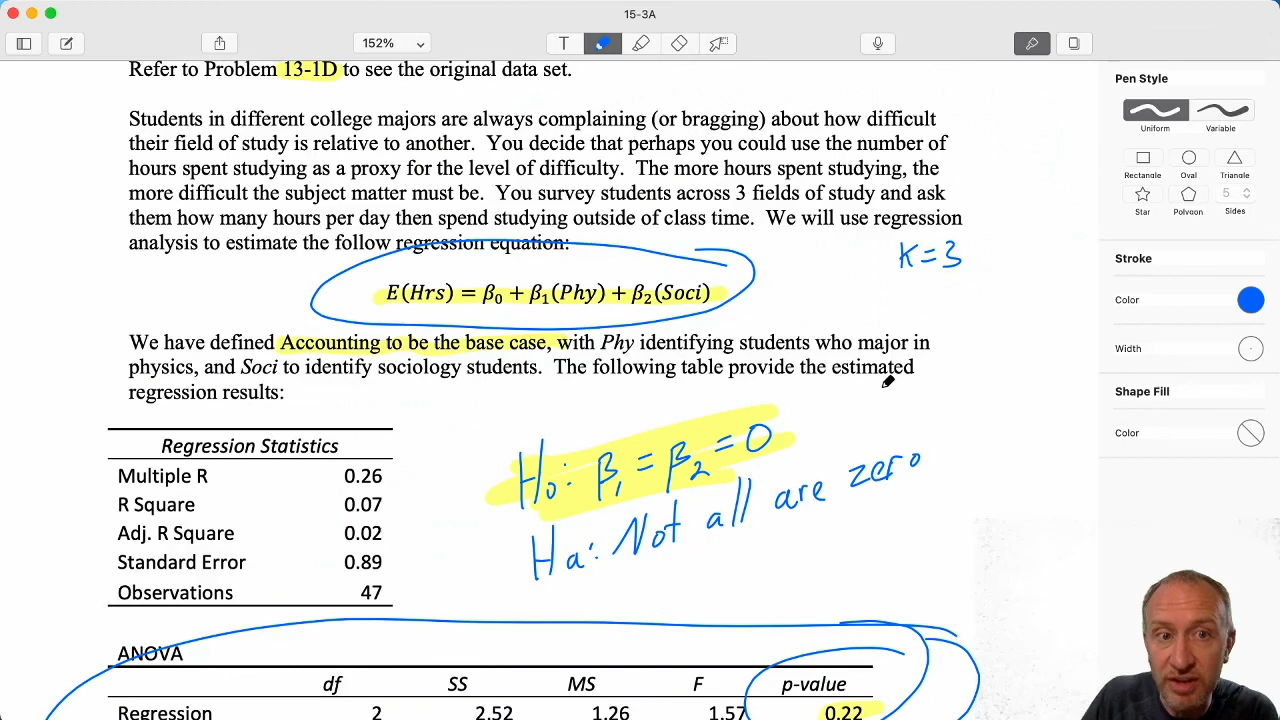 15-3A
152%
T
Refer to Problem 13-1D to see the original data set.
Students in different college majors are always complaining (or bragging) about how difficult
their field of study is relative to another. You decide that perhaps you could use the number of
hours spent studying as a proxy for the level of difficulty. The more hours spent studying, the
more difficult the subject matter must be. You survey students across 3 fields of study and ask
them how many hours per day then spend studying outside of class time. We will use regression
analysis to estimate the follow regression equation:
K=3
E(Hrs) = β₀ + β₁(Phy) + β₂(Soci)
We have defined Accounting to be the base case, with Phy identifying students who major in
physics, and Soci to identify sociology students. The following table provide the estimated
regression results:
Regression Statistics
Multiple R 0.26
R Square 0.07
Adj. R Square 0.02
Standard Error 0.89
Observations 47
H₀: β₁ = β₂ = 0
Ha: Not all are zero
ANOVA
df SS MS F p-value
Regression 2 2.52 1.26 1.57 0.22
Pen Style
Uniform Variable
Rectangle Oval Triangle
Star Polygon 5 Sides
Stroke
Color
Width
Shape Fill
Color